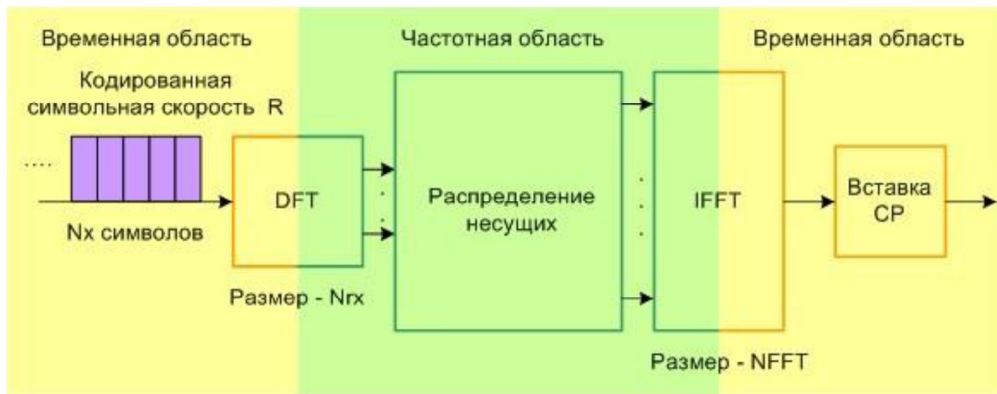 Временная область
Частотная область
Временная область
Кодированная
символьная скорость R
....
Nx символов
DFT
Размер - Nrx
Распределение
несущих
IFFT
Размер - NFFT
Вставка
CP